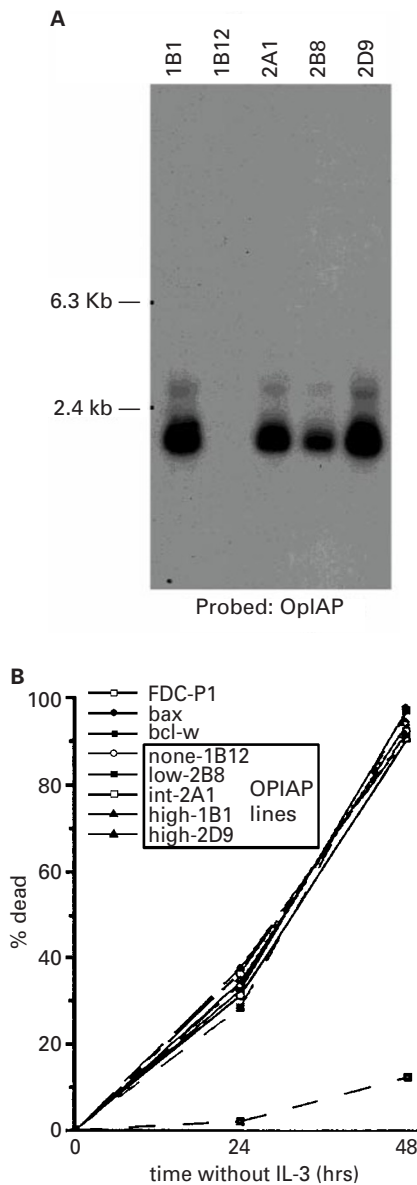 A
1B1
1B12
2A1
2B8
2D9
6.3 Kb
2.4 kb
Probed: OpIAP
B
100
80
60
40
20
0
% dead
FDC-P1
bax
bcl-w
none-1B12
low-2B8
int-2A1
high-1B1
high-2D9
OPIAP
lines
0
24
48
time without IL-3 (hrs)